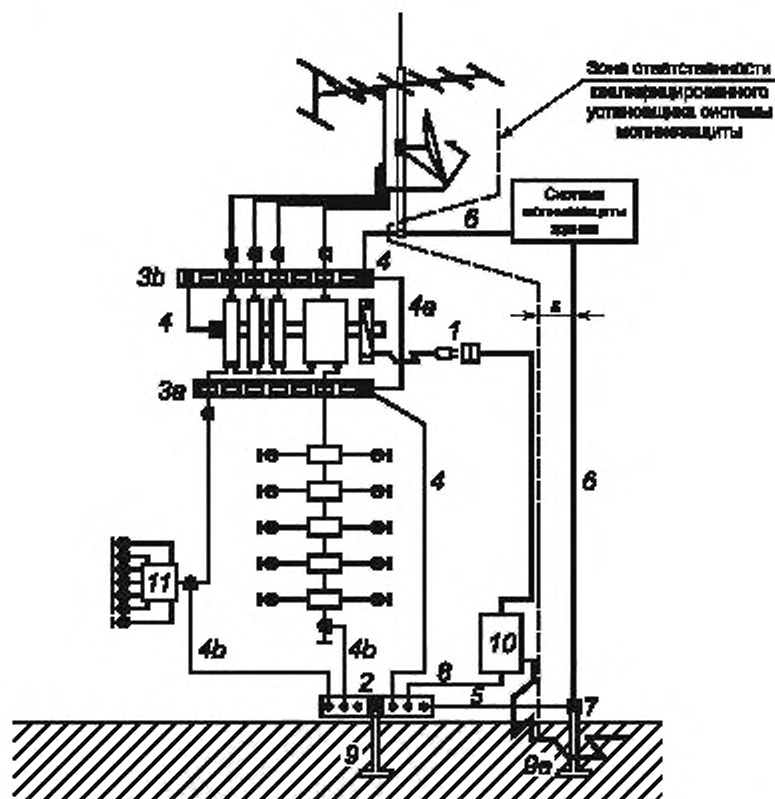 Зона ответственности
квалифицированного
установщика системы
молниезащиты
Система
молниезащиты
здания
6
3b
4
4a
4
1
s
3a
4
6
11
10
4b
4b
2
8
5
7
9
9a